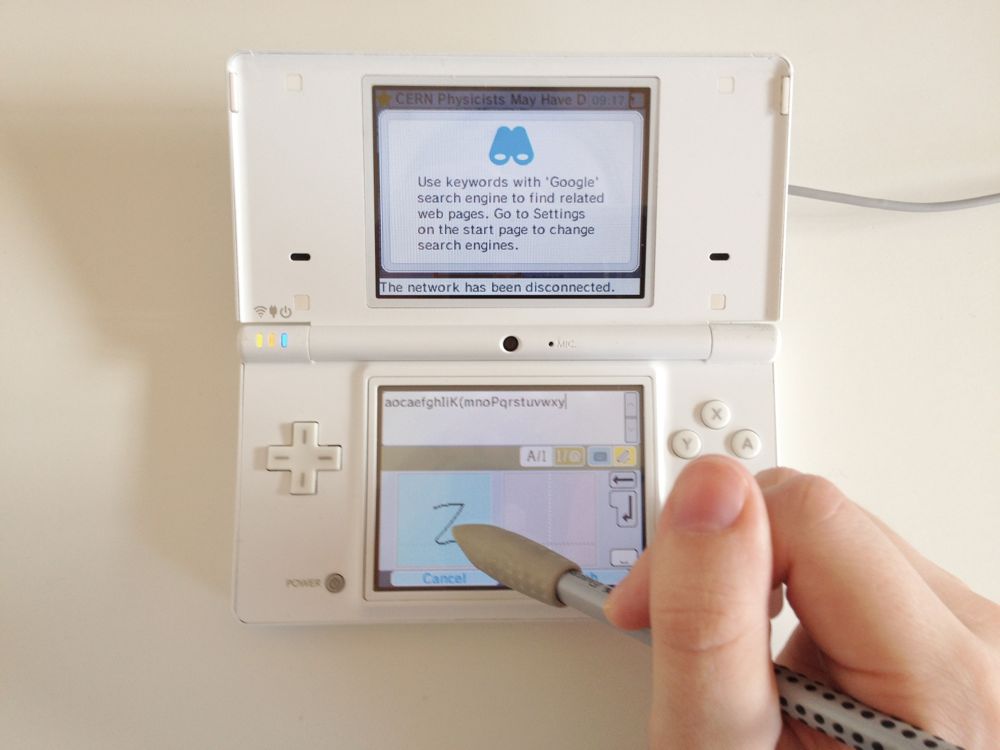 CERN Physicists May Have D 09:17
Use keywords with 'Google'
search engine to find related
web pages. Go to Settings
on the start page to change
search engines.
The network has been disconnected.
MIC.
aocaefghliK(mnoPqrstuvwxy
A/1
X
Y A
Z
POWER
Cancel